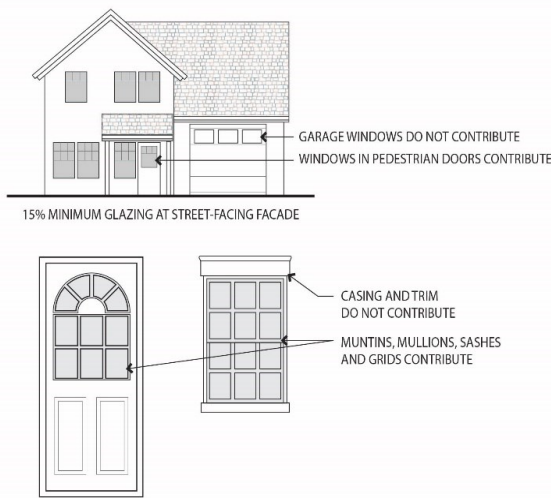 GARAGE WINDOWS DO NOT CONTRIBUTE
WINDOWS IN PEDESTRIAN DOORS CONTRIBUTE
15% MINIMUM GLAZING AT STREET-FACING FACADE
CASING AND TRIM
DO NOT CONTRIBUTE
MUNTINS, MULLIONS, SASHES
AND GRIDS CONTRIBUTE